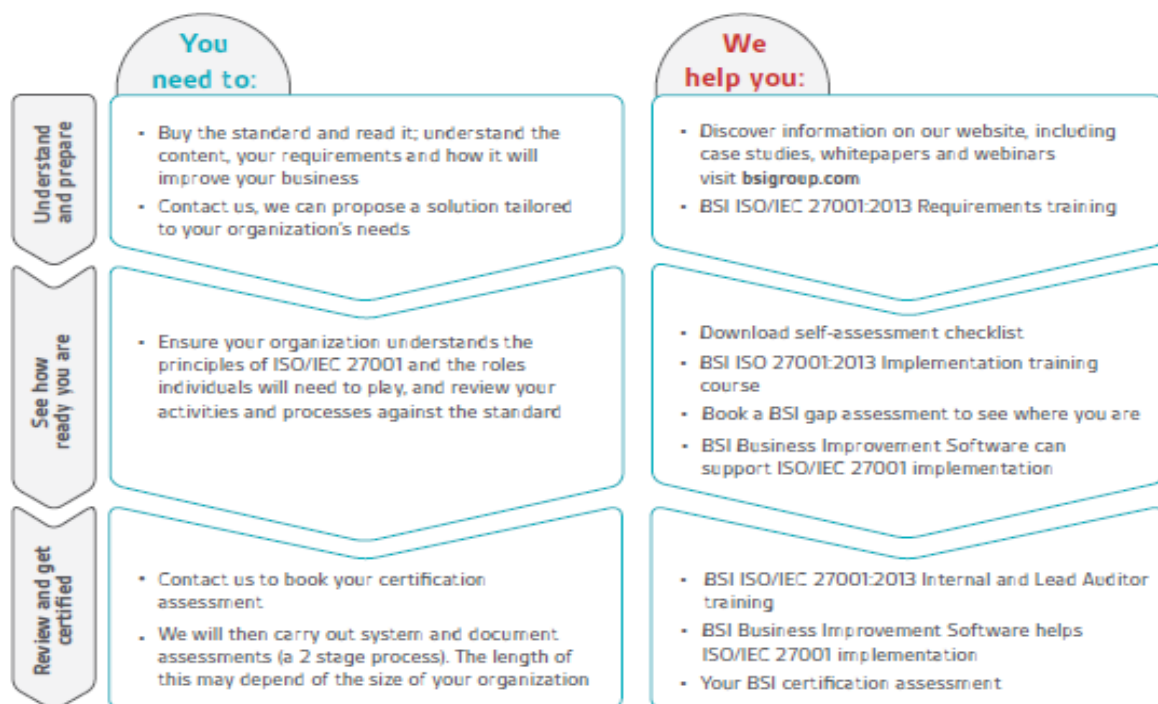 You
need to:
We
help you:
Understand
and prepare
• Buy the standard and read it; understand the
content, your requirements and how it will
improve your business
• Contact us, we can propose a solution tailored
to your organization's needs
• Discover information on our website, including
case studies, whitepapers and webinars
visit bsigroup.com
• BSI ISO/IEC 27001:2013 Requirements training
See how
ready you are
• Ensure your organization understands the
principles of ISO/IEC 27001 and the roles
individuals will need to play, and review your
activities and processes against the standard
• Download self-assessment checklist
• BSI ISO 27001:2013 Implementation training
course
• Book a BSI gap assessment to see where you are
• BSI Business Improvement Software can
support ISO/IEC 27001 implementation
Review and get
certified
• Contact us to book your certification
assessment
• We will then carry out system and document
assessments (a 2 stage process). The length of
this may depend of the size of your organization
• BSI ISO/IEC 27001:2013 Internal and Lead Auditor
training
• BSI Business Improvement Software helps
ISO/IEC 27001 implementation
• Your BSI certification assessment